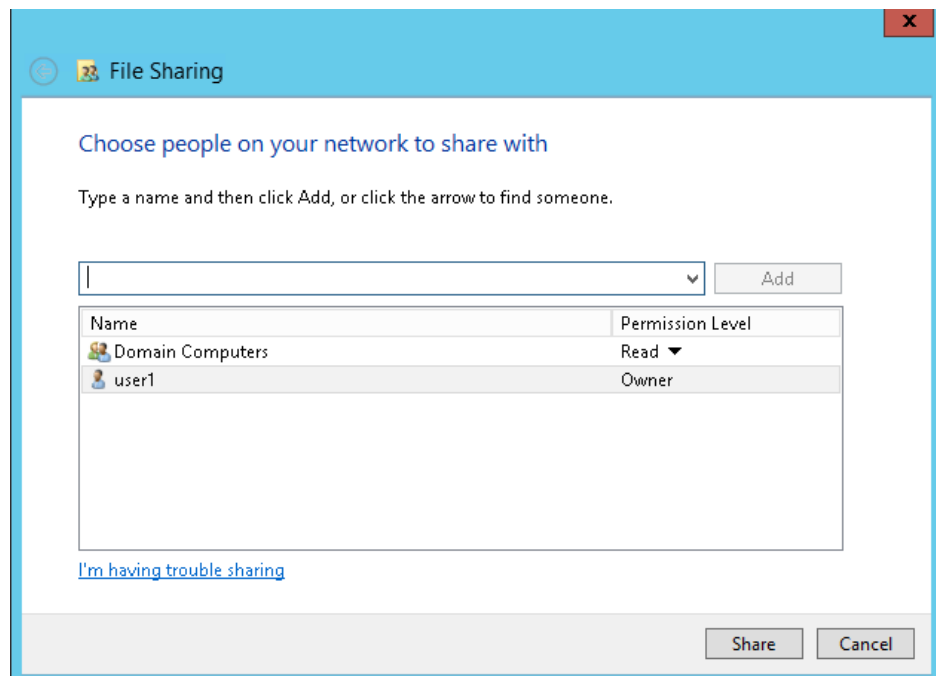 x
File Sharing
Choose people on your network to share with
Type a name and then click Add, or click the arrow to find someone.
Add
Name Permission Level
Domain Computers Read
user1 Owner
I'm having trouble sharing
Share Cancel